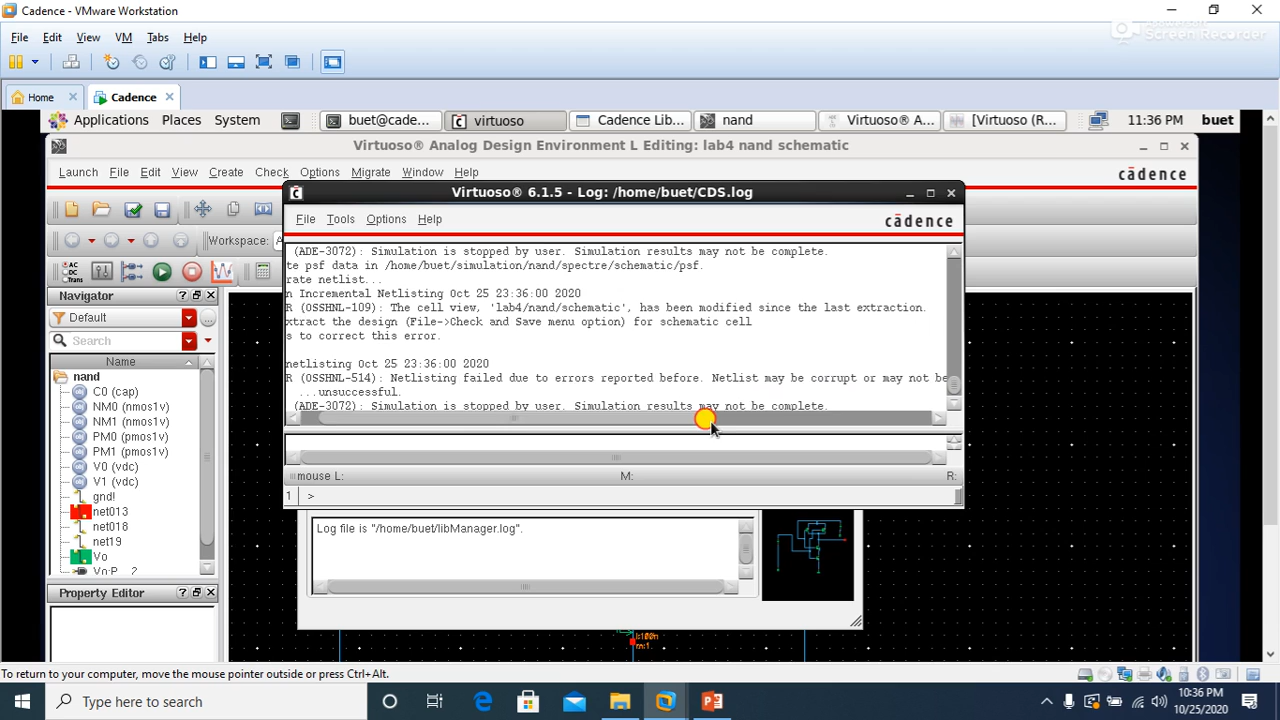 Cadence - VMware Workstation
File Edit View VM Tabs Help
Screen Recorder
Home Cadence
Applications Places System buet@cade... virtuoso Cadence Lib... nand Virtuoso® A... [Virtuoso (R... 11:36 PM buet
Virtuoso® Analog Design Environment L Editing: lab4 nand schematic
Launch File Edit View Create Check Options Migrate Window Help cādence
Virtuoso® 6.1.5 - Log: /home/buet/CDS.log
File Tools Options Help cādence
Workspace: A
(ADE-3072): Simulation is stopped by user. Simulation results may not be complete.
te psf data in /home/buet/simulation/nand/spectre/schematic/psf.
rate netlist...
n Incremental Netlisting Oct 25 23:36:00 2020
R (OSSHNL-109): The cell view, 'lab4/nand/schematic', has been modified since the last extraction.
xtract the design (File->Check and Save menu option) for schematic cell
s to correct this error.
netlisting Oct 25 23:36:00 2020
R (OSSHNL-514): Netlisting failed due to errors reported before. Netlist may be corrupt or may not be
...unsuccessful.
(ADE-3072): Simulation is stopped by user. Simulation results may not be complete.
mouse L: M: R:
1 >
AC
DC
Trans
Navigator
Default
Search
Name
nand
C0 (cap)
NM0 (nmos1v)
NM1 (nmos1v)
PM0 (pmos1v)
PM1 (pmos1v)
V0 (vdc)
V1 (vdc)
gnd!
net013
net018
net19
Vo
Vo:P_2
Property Editor
Log file is "/home/buet/libManager.log".
l:100n
m:1
To return to your computer, move the mouse pointer outside or press Ctrl+Alt.
Type here to search
10:36 PM
10/25/2020